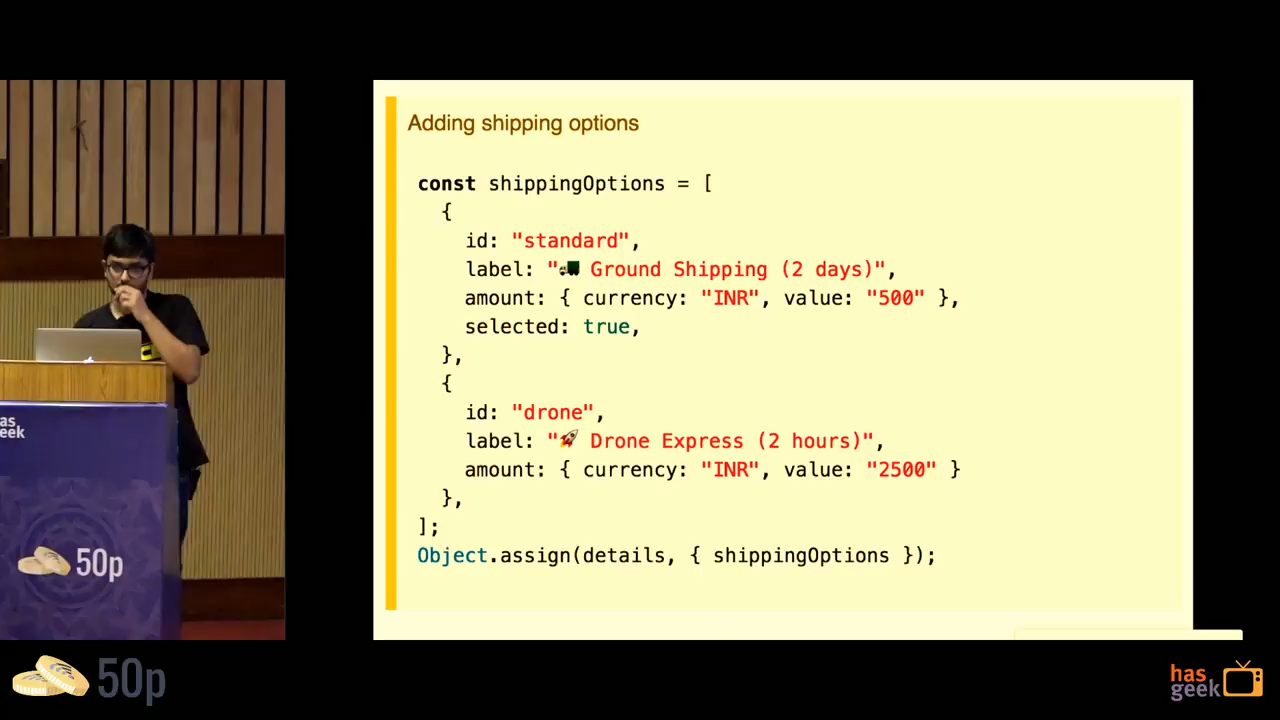 Adding shipping options
const shippingOptions = [
{
id: "standard",
label: "🚚 Ground Shipping (2 days)",
amount: { currency: "INR", value: "500" },
selected: true,
},
{
id: "drone",
label: "🚀 Drone Express (2 hours)",
amount: { currency: "INR", value: "2500" }
},
];
Object.assign(details, { shippingOptions });
as
eek
50p
50p
has
geek